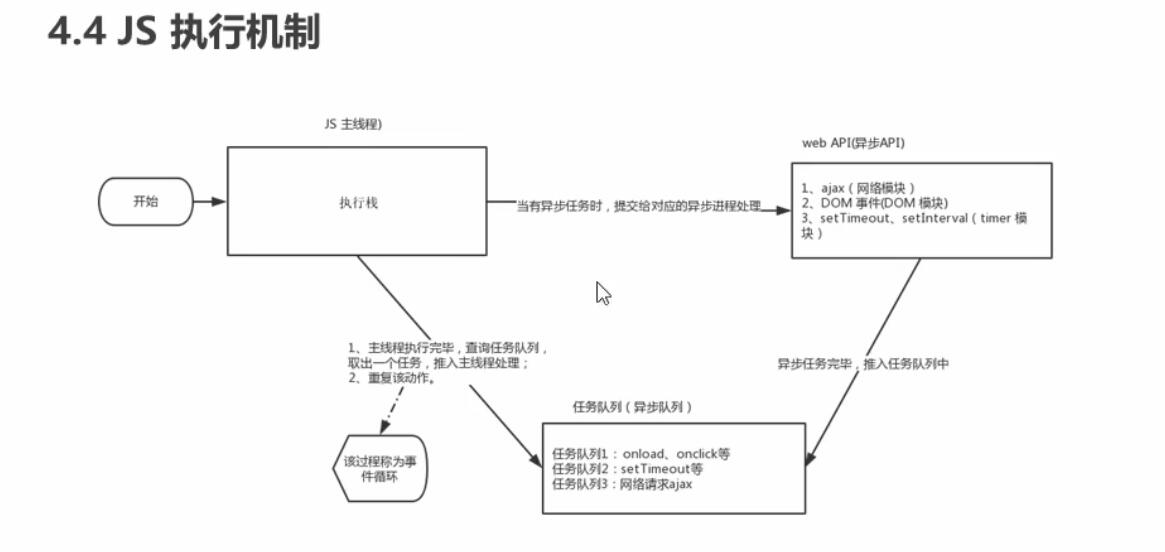 4.4 JS 执行机制
JS 主线程)
web API(异步API)
开始
执行栈
当有异步任务时，提交给对应的异步进程处理
1、ajax（网络模块）
2、DOM 事件(DOM 模块)
3、setTimeout、setInterval（timer 模
块）
1、主线程执行完毕，查询任务队列，
取出一个任务，推入主线程处理；
2、重复该动作。
异步任务完毕，推入任务队列中
任务队列（异步队列）
任务队列1：onload、onclick等
任务队列2：setTimeout等
任务队列3：网络请求ajax
该过程称为事
件循环